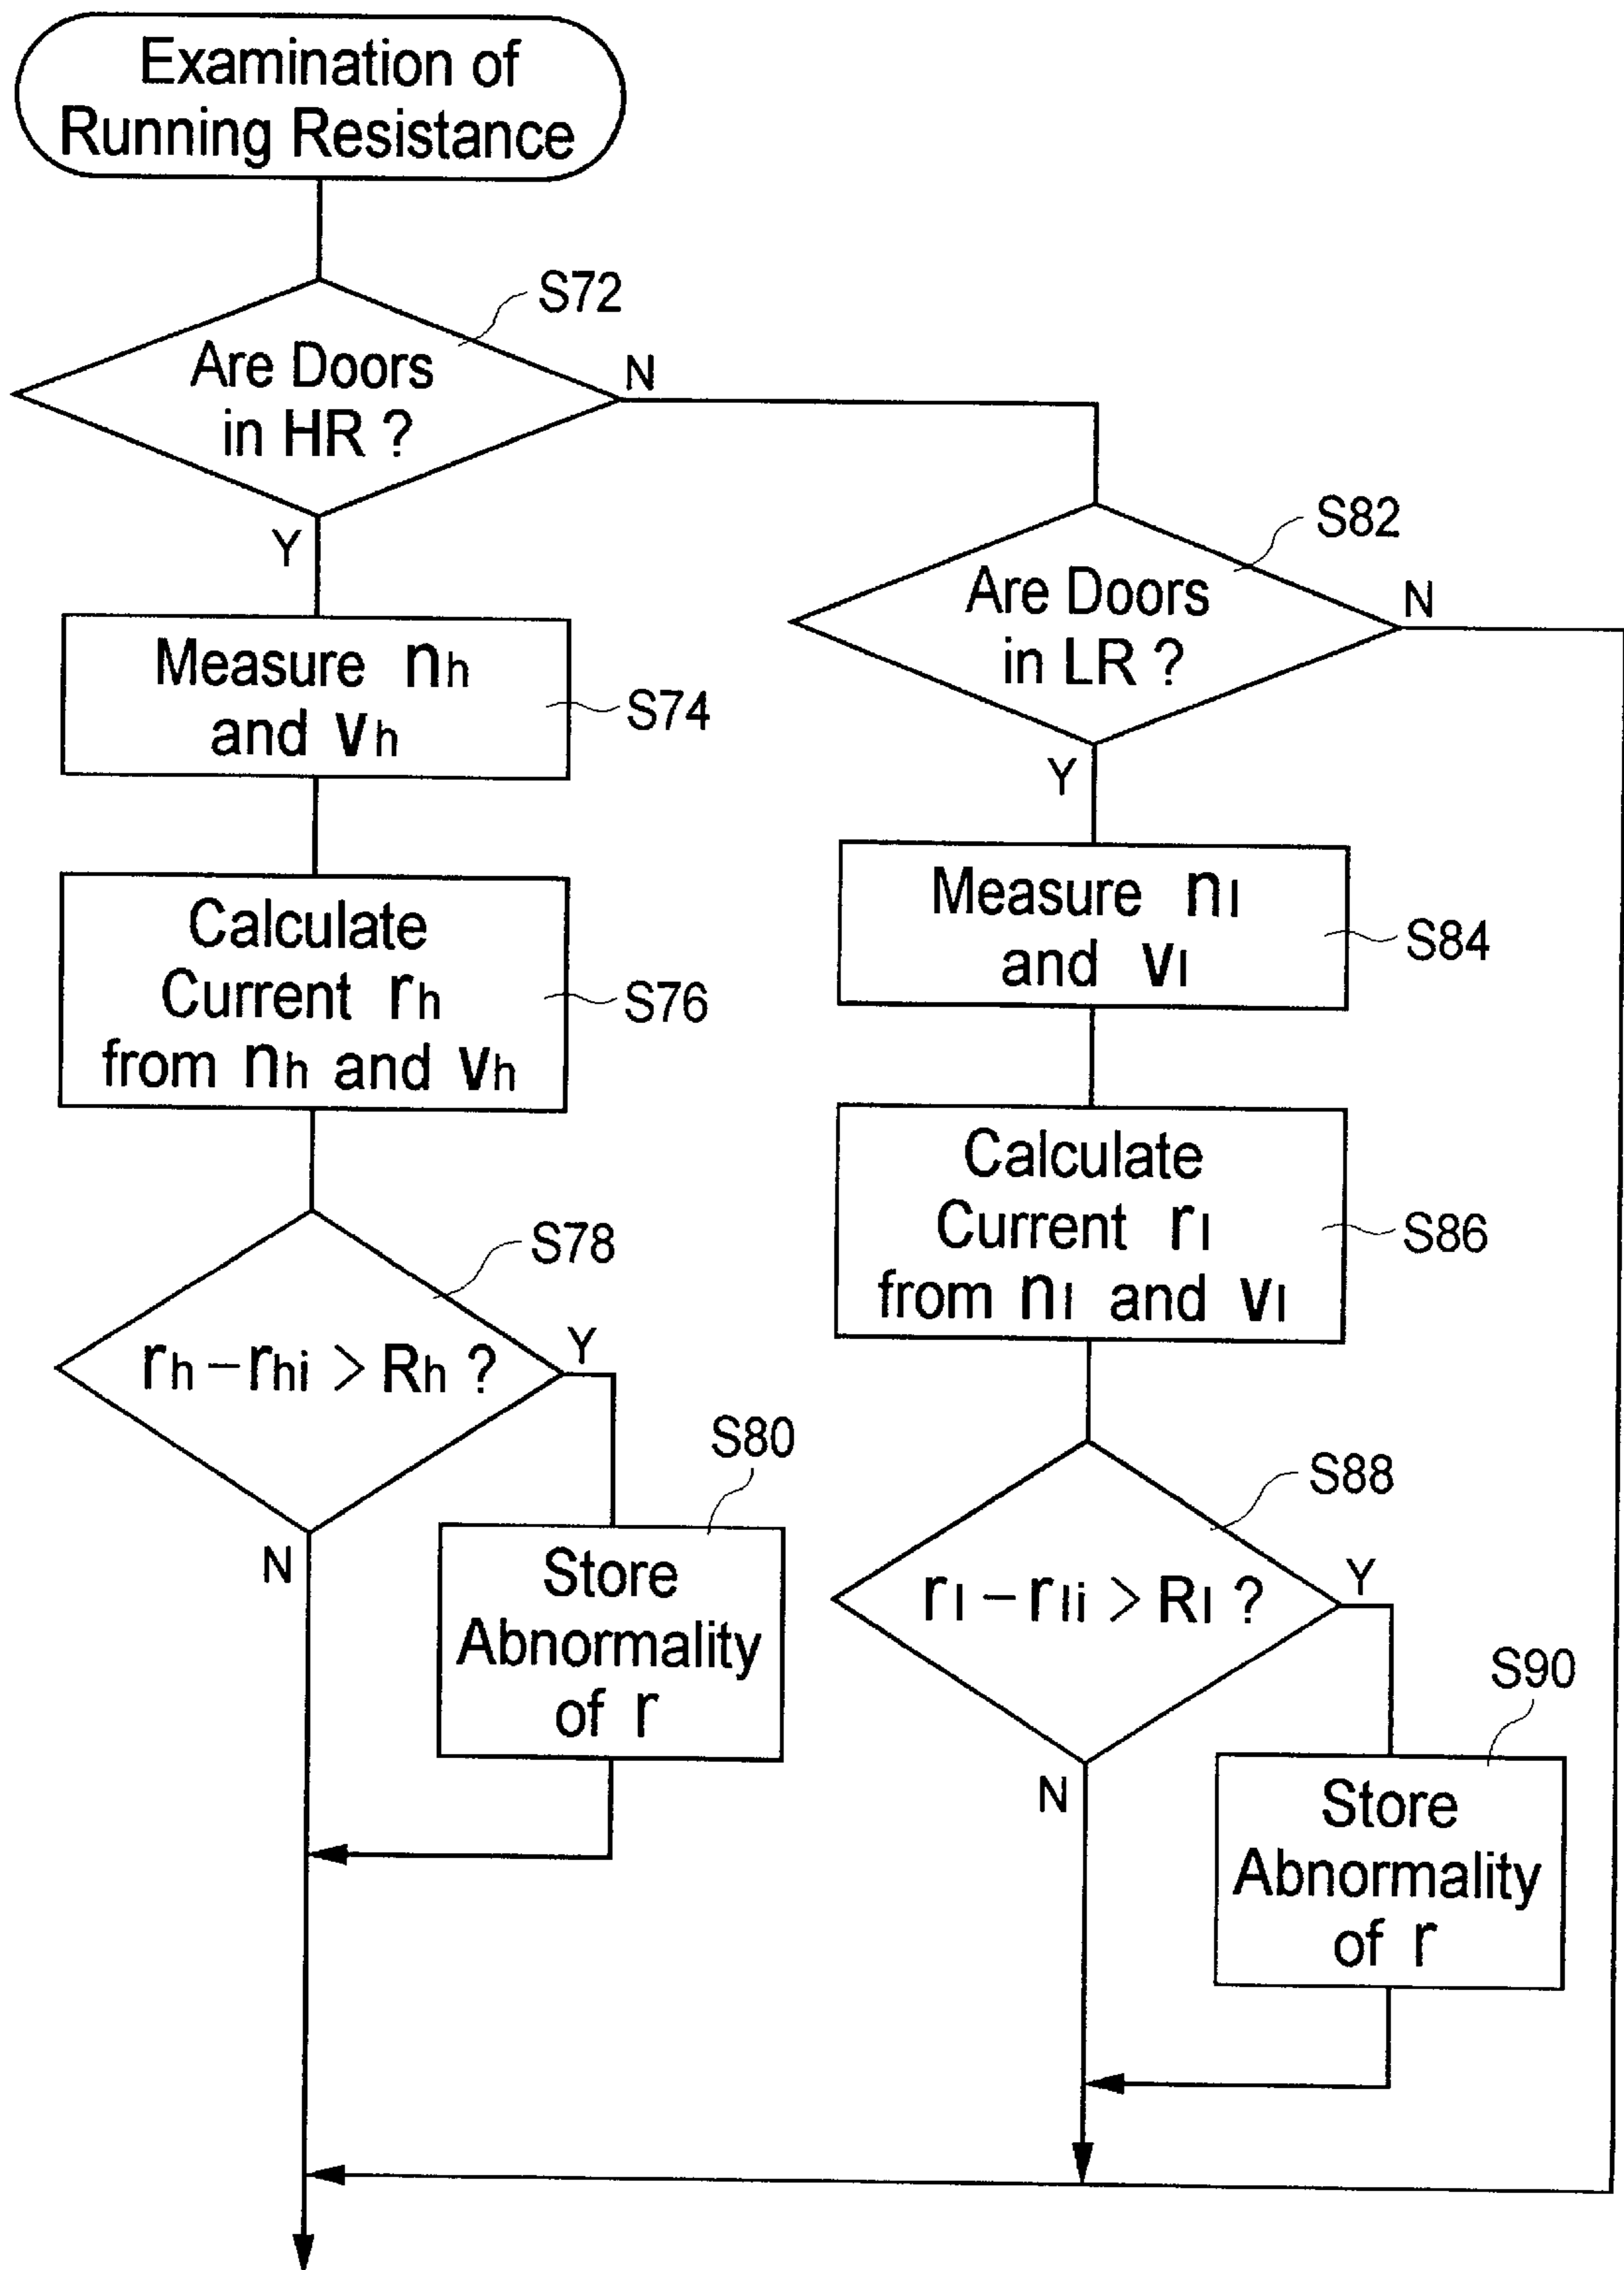 Examination of
Running Resistance
S72
Are Doors
in HR ?
N
Y
S82
Are Doors
in LR ?
N
Y
Measure nh
and vh
S74
Measure nl
and vl
S84
Calculate
Current rh
from nh and vh
S76
Calculate
Current rl
from nl and vl
S86
S78
rh – rhi > Rh ?
Y
N
S80
Store
Abnormality
of r
S88
rl – rli > Rl ?
Y
N
S90
Store
Abnormality
of r